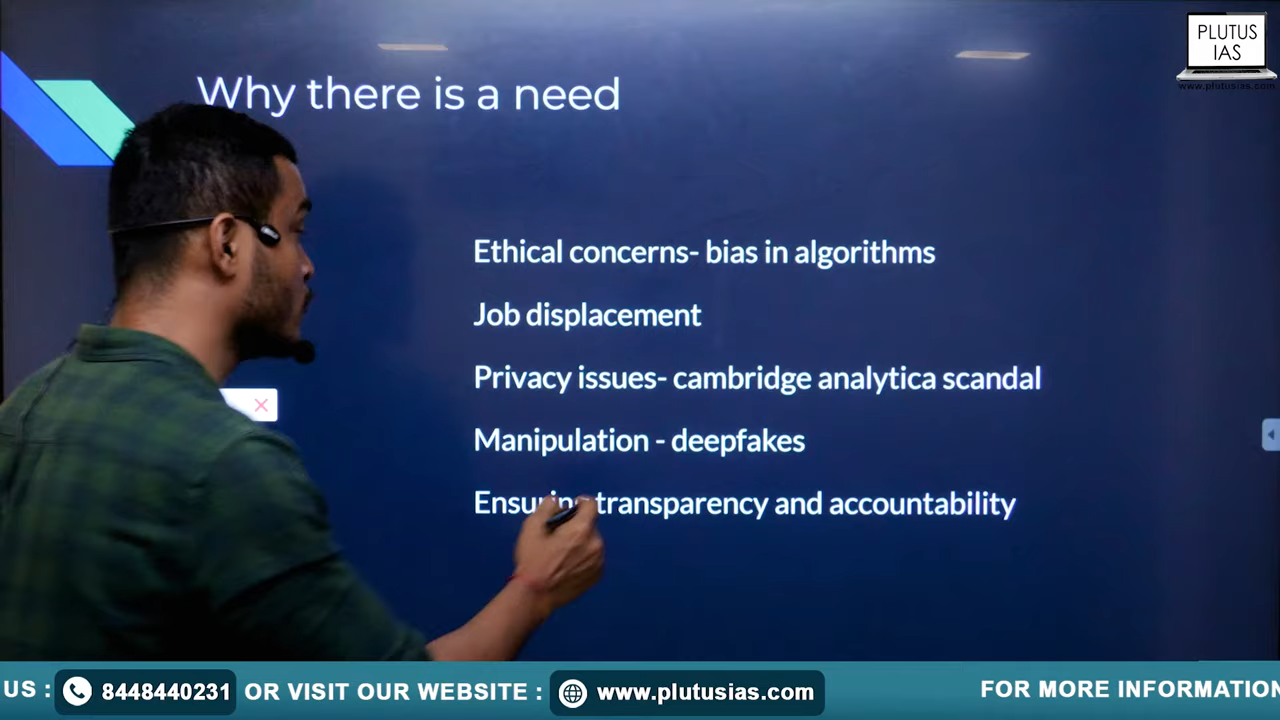 PLUTUS
IAS
www.plutusias.com
Why there is a need
Ethical concerns- bias in algorithms
Job displacement
Privacy issues- cambridge analytica scandal
Manipulation - deepfakes
Ensuring transparency and accountability
US : 8448440231 OR VISIT OUR WEBSITE : www.plutusias.com FOR MORE INFORMATION